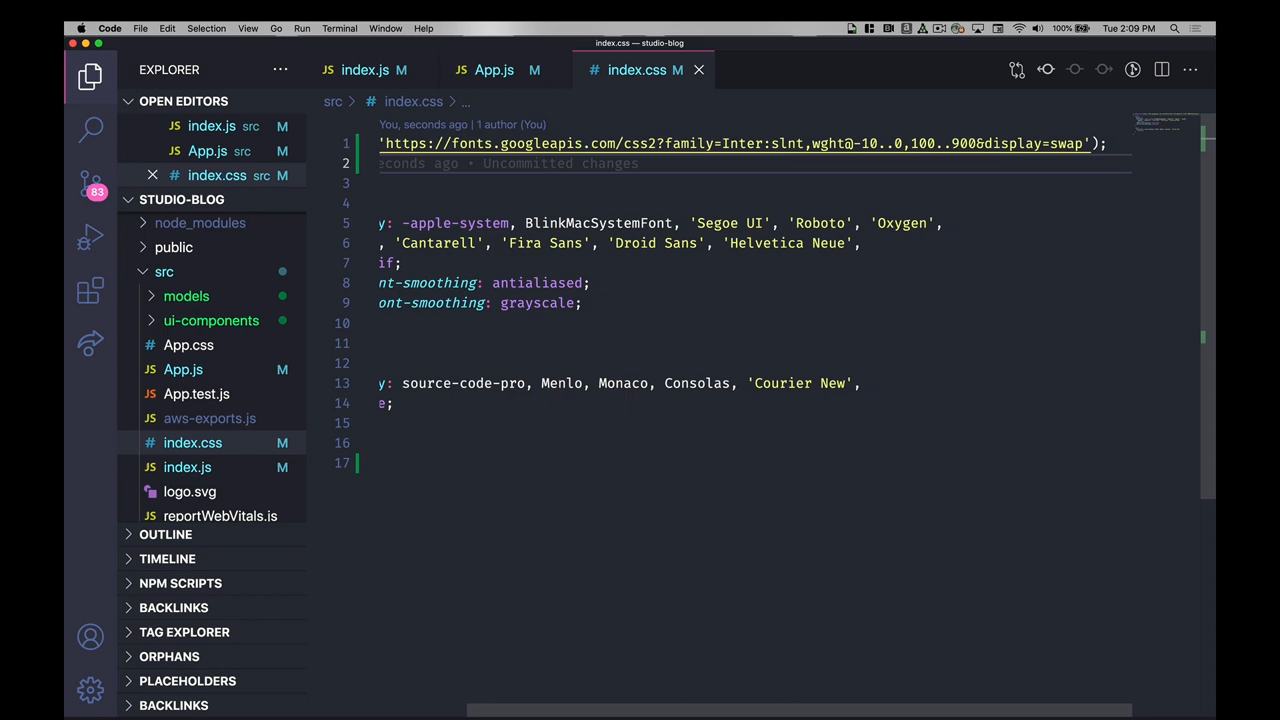 Code File Edit Selection View Go Run Terminal Window Help 100% Tue 2:09 PM
index.css — studio-blog
EXPLORER
JS index.js M
JS App.js M
# index.css M
OPEN EDITORS
JS index.js src M
JS App.js src M
# index.css src M
83
STUDIO-BLOG
node_modules
public
src
models
ui-components
# App.css
JS App.js M
JS App.test.js
JS aws-exports.js
# index.css M
JS index.js M
logo.svg
JS reportWebVitals.js
OUTLINE
TIMELINE
NPM SCRIPTS
BACKLINKS
TAG EXPLORER
ORPHANS
PLACEHOLDERS
BACKLINKS
src > # index.css > ...
You, seconds ago | 1 author (You)
1 'https://fonts.googleapis.com/css2?family=Inter:slnt,wght@-10..0,100..900&display=swap');
2 econds ago • Uncommitted changes
3
4
5 y: -apple-system, BlinkMacSystemFont, 'Segoe UI', 'Roboto', 'Oxygen',
6 , 'Cantarell', 'Fira Sans', 'Droid Sans', 'Helvetica Neue',
7 if;
8 nt-smoothing: antialiased;
9 ont-smoothing: grayscale;
10
11
12
13 y: source-code-pro, Menlo, Monaco, Consolas, 'Courier New',
14 e;
15
16
17